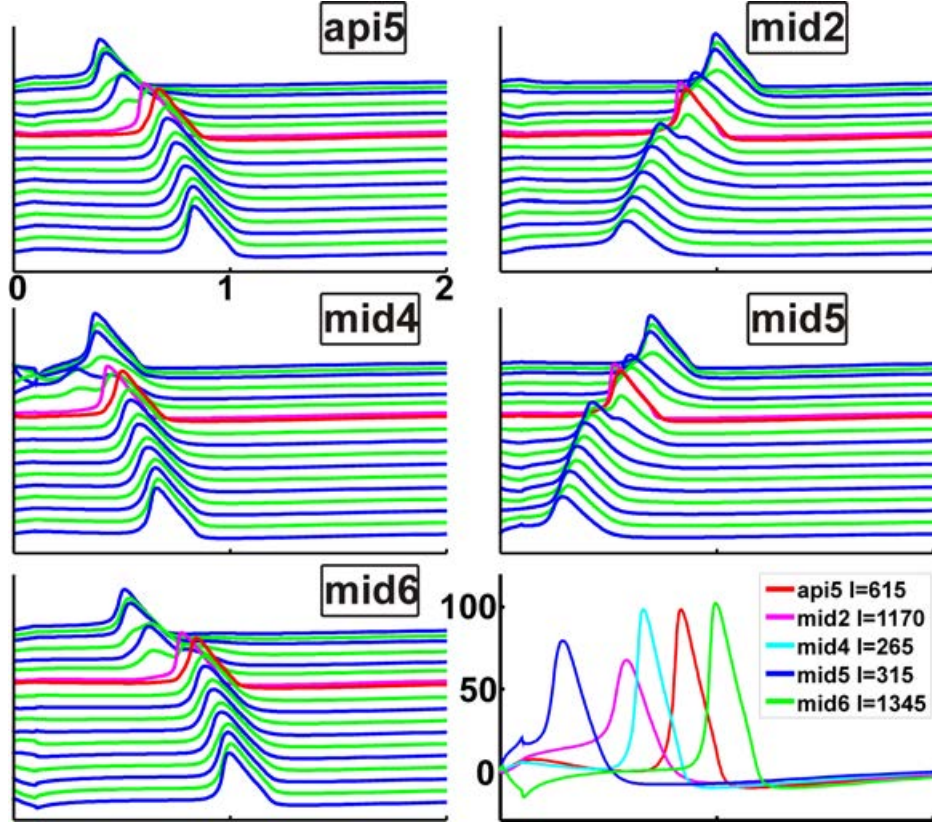 api5
mid2
0
1
2
mid4
mid5
mid6
100
50
0
api5 I=615
mid2 I=1170
mid4 I=265
mid5 I=315
mid6 I=1345